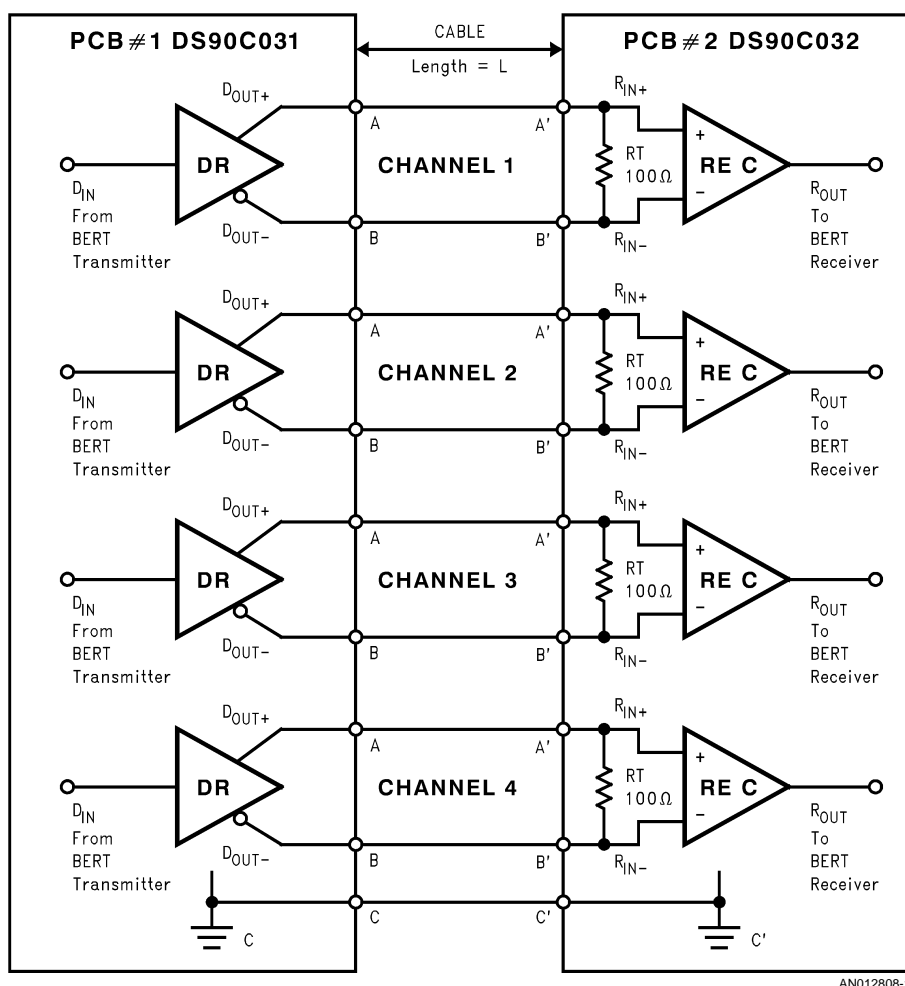 PCB#1 DS90C031
CABLE
Length = L
PCB#2 DS90C032
DOUT+
A
A'
RIN+
DR
CHANNEL 1
RT
100Ω
+
REC
−
DIN
From
BERT
Transmitter
DOUT−
B
B'
RIN−
ROUT
To
BERT
Receiver
DOUT+
A
A'
RIN+
DR
CHANNEL 2
RT
100Ω
+
REC
−
DIN
From
BERT
Transmitter
DOUT−
B
B'
RIN−
ROUT
To
BERT
Receiver
DOUT+
A
A'
RIN+
DR
CHANNEL 3
RT
100Ω
+
REC
−
DIN
From
BERT
Transmitter
DOUT−
B
B'
RIN−
ROUT
To
BERT
Receiver
DOUT+
A
A'
RIN+
DR
CHANNEL 4
RT
100Ω
+
REC
−
DIN
From
BERT
Transmitter
DOUT−
B
B'
RIN−
ROUT
To
BERT
Receiver
C
C
C'
C'